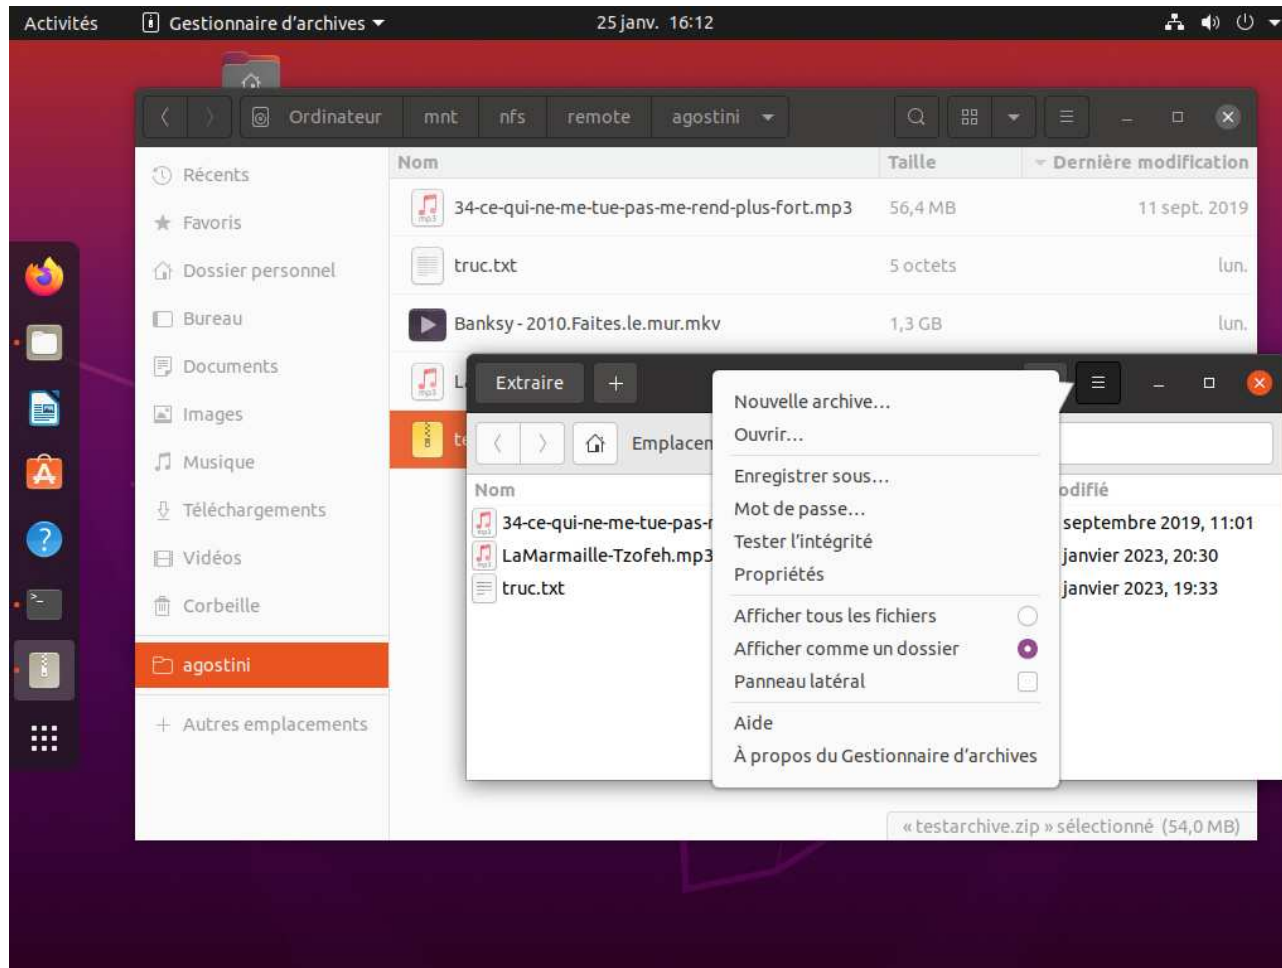 Activités Gestionnaire d'archives 25 janv. 16:12
Ordinateur mnt nfs remote agostini
Récents
Favoris
Dossier personnel
Bureau
Documents
Images
Musique
Téléchargements
Vidéos
Corbeille
agostini
Autres emplacements
Nom Taille Dernière modification
34-ce-qui-ne-me-tue-pas-me-rend-plus-fort.mp3 56,4 MB 11 sept. 2019
truc.txt 5 octets lun.
Banksy - 2010.Faites.le.mur.mkv 1,3 GB lun.
Extraire +
Nom
34-ce-qui-ne-me-tue-pas- septembre 2019, 11:01
LaMarmaille-Tzofeh.mp3 janvier 2023, 20:30
truc.txt janvier 2023, 19:33
Nouvelle archive...
Ouvrir...
Enregistrer sous...
Mot de passe...
Tester l'intégrité
Propriétés
Afficher tous les fichiers
Afficher comme un dossier
Panneau latéral
Aide
À propos du Gestionnaire d'archives
« testarchive.zip » sélectionné (54,0 MB)